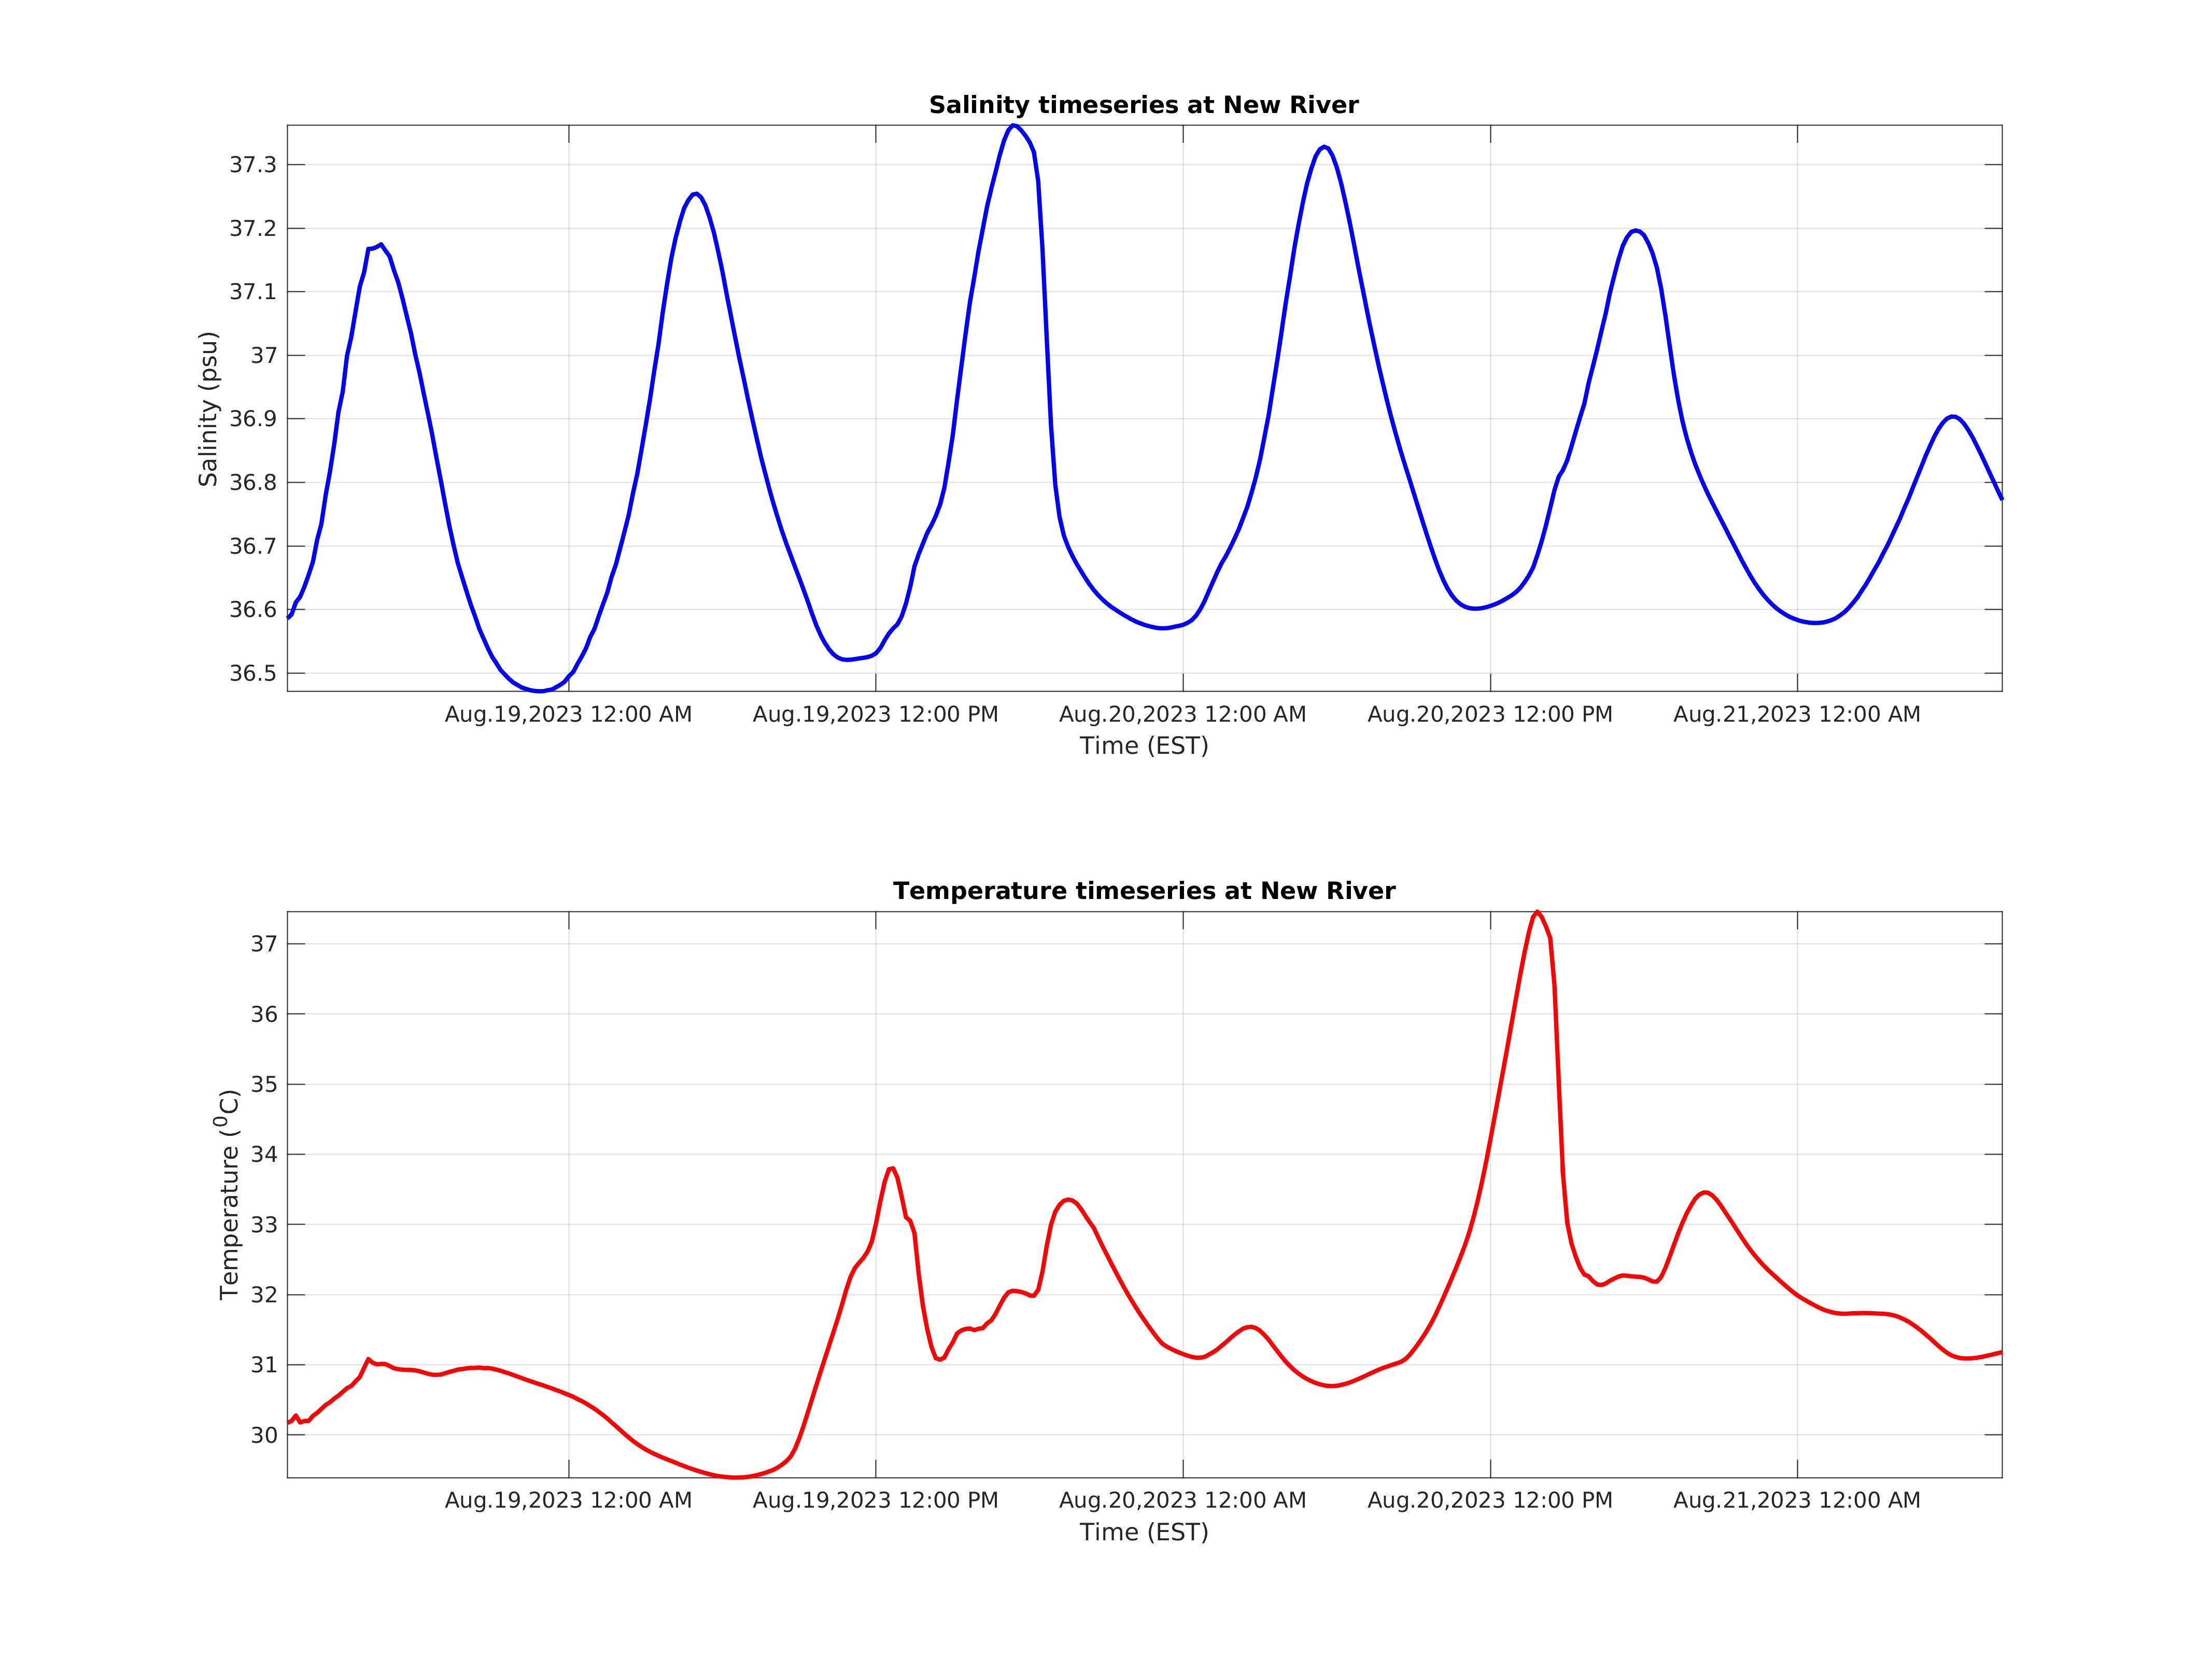 Salinity timeseries at New River
37.3
37.2
37.1
37
36.9
36.8
36.7
36.6
36.5
Salinity (psu)
Aug.19,2023 12:00 AM Aug.19,2023 12:00 PM Aug.20,2023 12:00 AM Aug.20,2023 12:00 PM Aug.21,2023 12:00 AM
Time (EST)
Temperature timeseries at New River
37
36
35
34
33
32
31
30
Temperature (⁰C)
Aug.19,2023 12:00 AM Aug.19,2023 12:00 PM Aug.20,2023 12:00 AM Aug.20,2023 12:00 PM Aug.21,2023 12:00 AM
Time (EST)